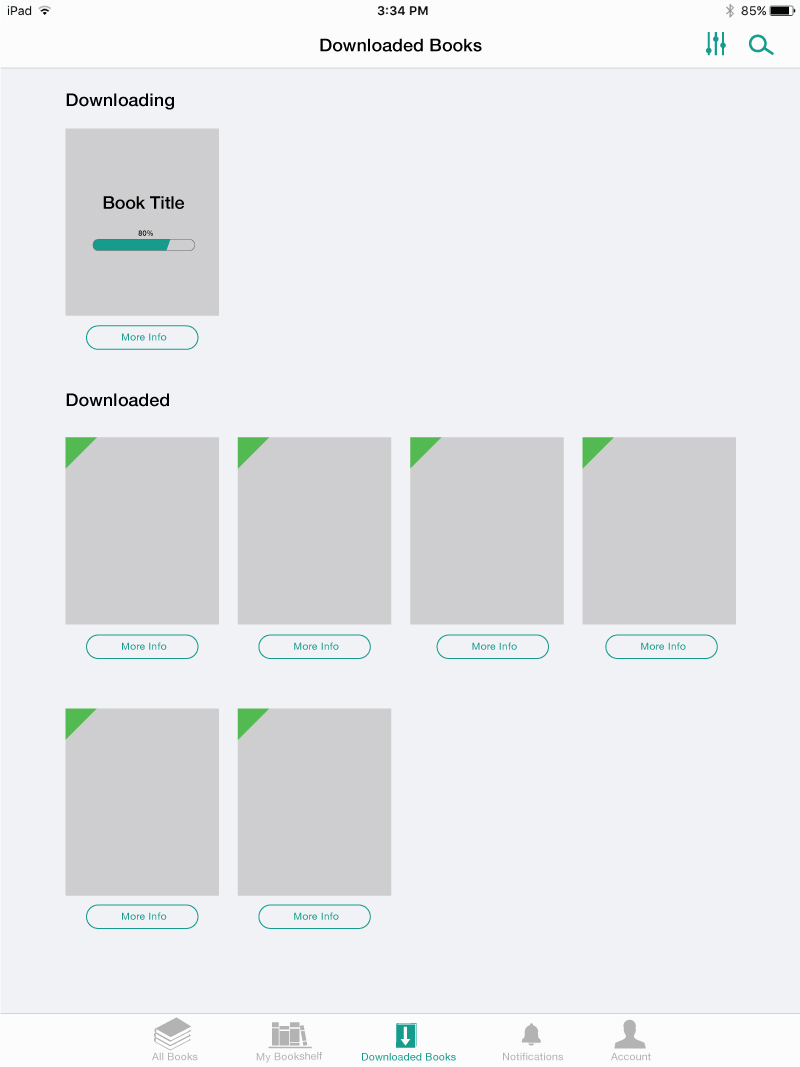 iPad 3:34 PM 85%
Downloaded Books
Downloading
Book Title
80%
More Info
Downloaded
More Info More Info More Info More Info
More Info More Info
All Books My Bookshelf Downloaded Books Notifications Account